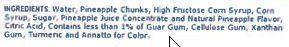 INGREDIENTS: Water, Pineapple Chunks, High Fructose Corn Syrup, Corn
Syrup, Sugar, Pineapple Juice Concentrate and Natural Pineapple Flavor,
Citric Acid, Contains less than 1% of Guar Gum, Cellulose Gum, Xanthan
Gum, Turmeric and Annatto for Color.